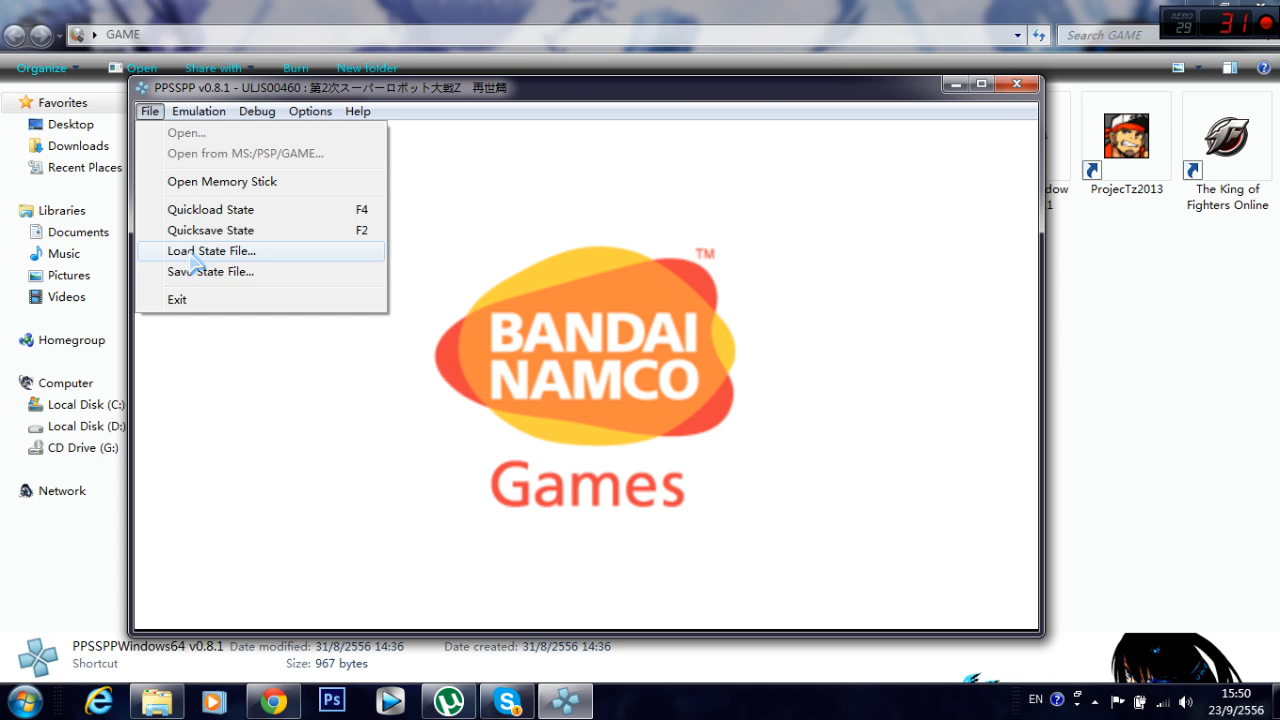 GAME
Search GAME
AERO
29
31
Organize
Open
Share with
Burn
New folder
PPSSPP v0.8.1 - ULJS00460 : 第2次スーパーロボット大戦Z 再世篇
File Emulation Debug Options Help
Open...
Open from MS:/PSP/GAME...
Open Memory Stick
Quickload State F4
Quicksave State F2
Load State File...
Save State File...
Exit
Favorites
Desktop
Downloads
Recent Places
Libraries
Documents
Music
Pictures
Videos
Homegroup
Computer
Local Disk (C:)
Local Disk (D:)
CD Drive (G:)
Network
BANDAI
NAMCO
Games
TM
dow
1
ProjecTz2013
The King of
Fighters Online
PPSSPPWindows64 v0.8.1 Date modified: 31/8/2556 14:36 Date created: 31/8/2556 14:36
Shortcut Size: 967 bytes
Ps
EN
15:50
23/9/2556